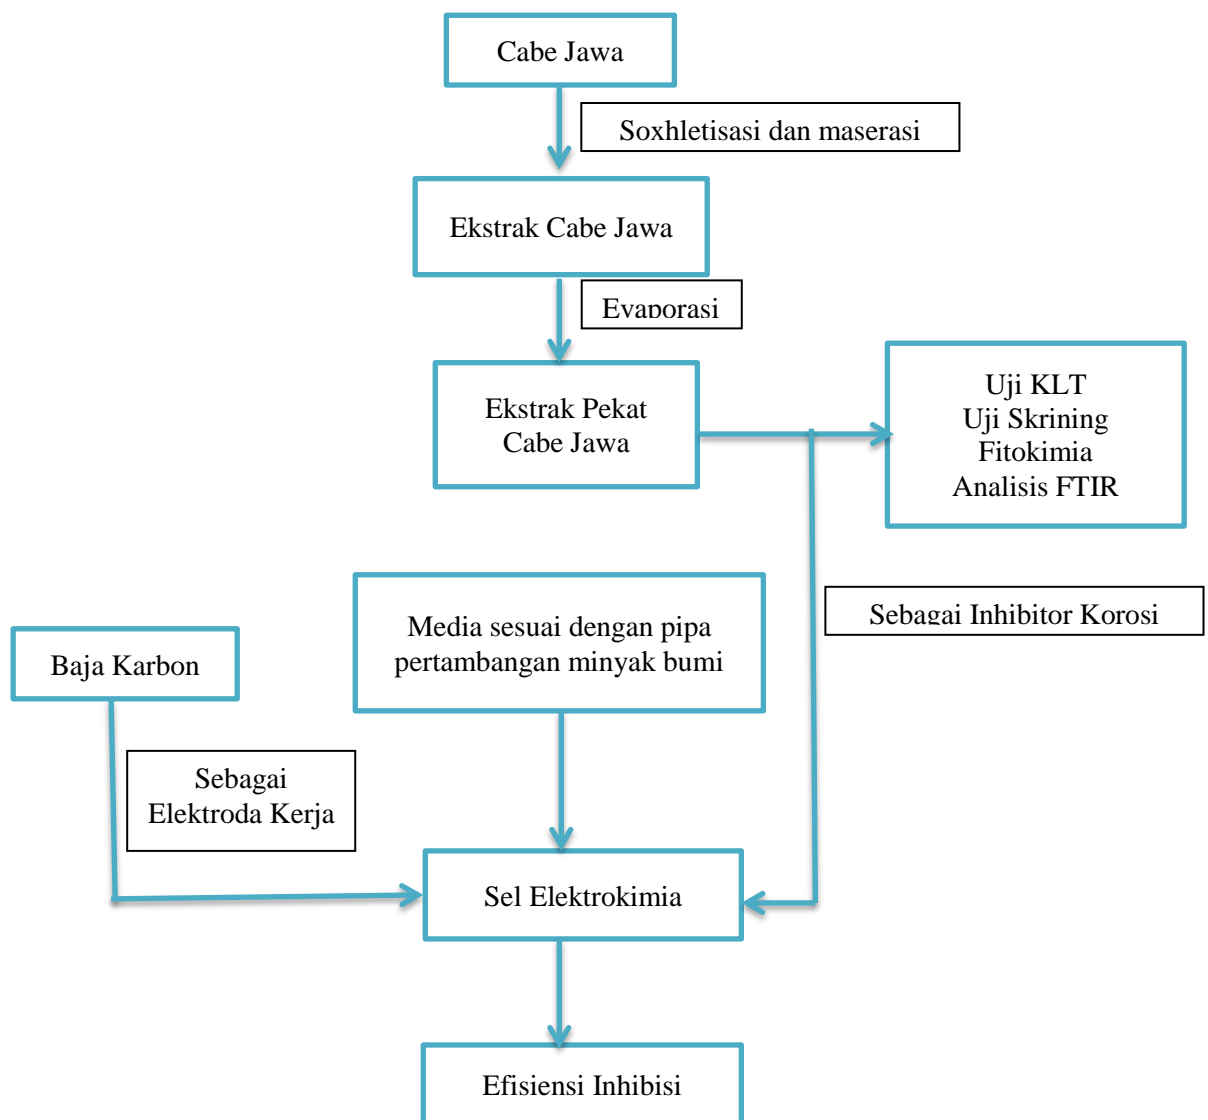 Cabe Jawa
Soxhletisasi dan maserasi
Ekstrak Cabe Jawa
Evaporasi
Ekstrak Pekat
Cabe Jawa
Uji KLT
Uji Skrining
Fitokimia
Analisis FTIR
Sebagai Inhibitor Korosi
Media sesuai dengan pipa
pertambangan minyak bumi
Baja Karbon
Sebagai
Elektroda Kerja
Sel Elektrokimia
Efisiensi Inhibisi